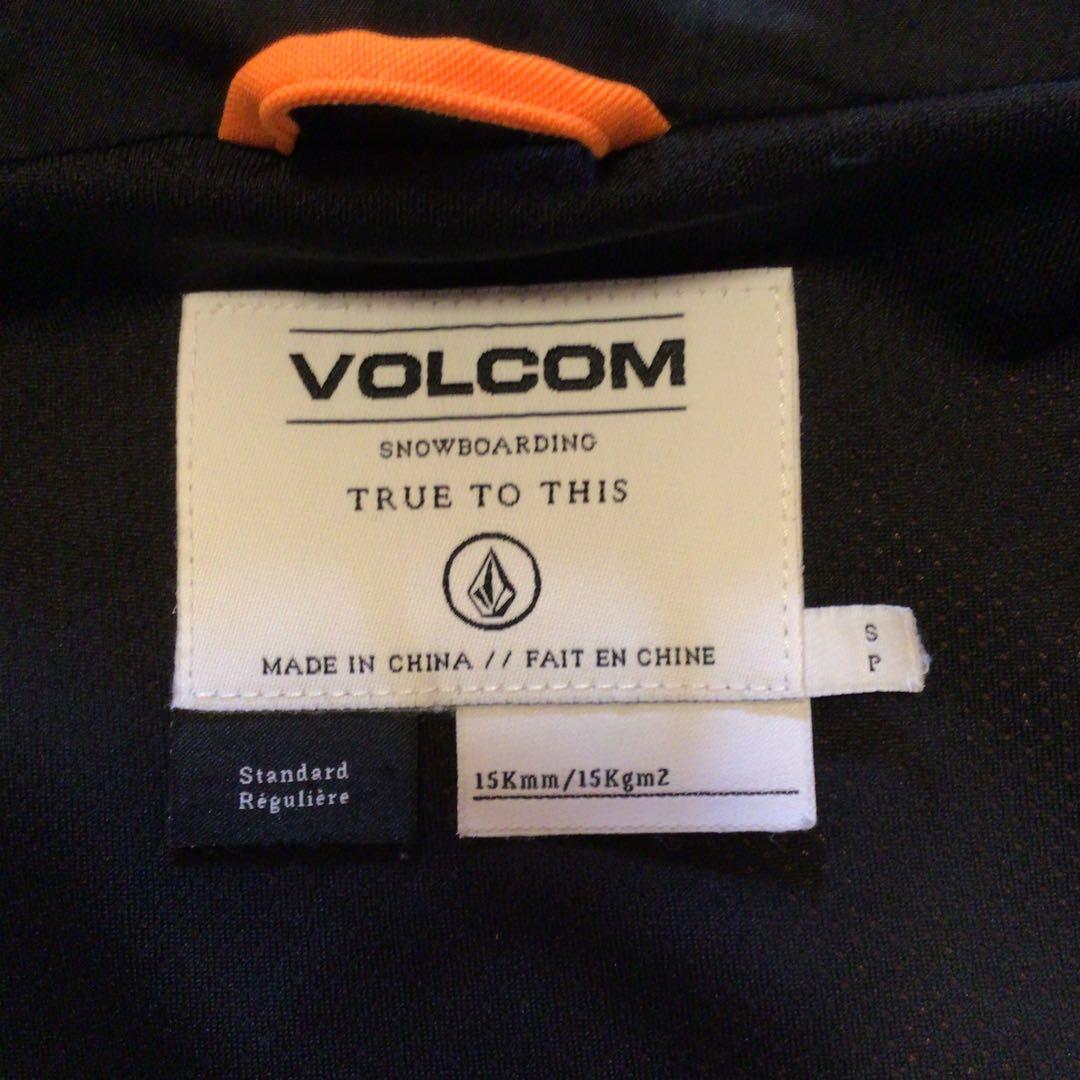 VOLCOM
SNOWBOARDING
TRUE TO THIS
MADE IN CHINA // FAIT EN CHINE
S
P
Standard
Régulière
15Kmm/15Kgm2